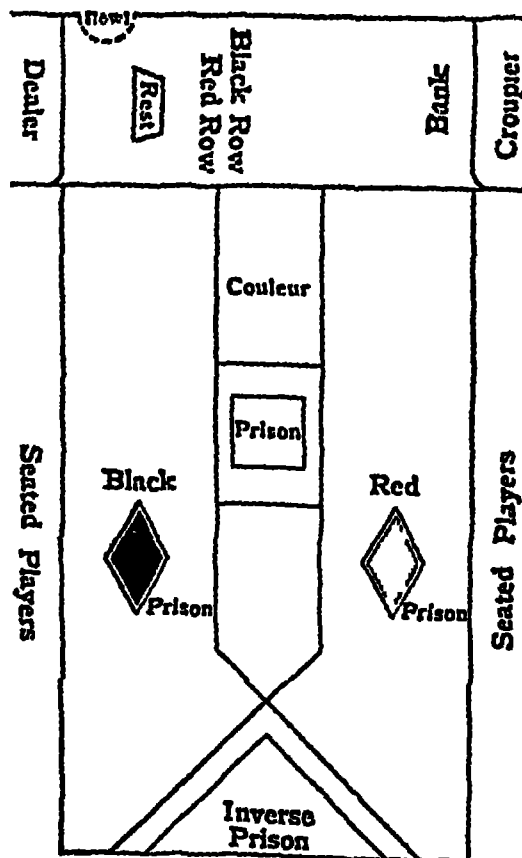 Bowl
Dealer
Rest
Black Row
Red Row
Bank
Croupier
Couleur
Prison
Black
Red
Prison
Prison
Seated Players
Seated Players
Inverse
Prison